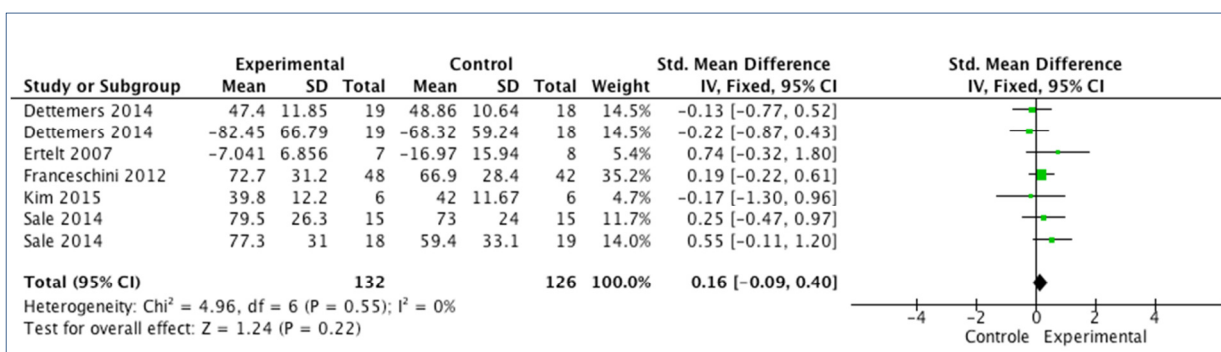 Experimental Control Std. Mean Difference Std. Mean Difference
Study or Subgroup Mean SD Total Mean SD Total Weight IV, Fixed, 95% CI IV, Fixed, 95% CI
Dettemers 2014 47.4 11.85 19 48.86 10.64 18 14.5% -0.13 [-0.77, 0.52]
Dettemers 2014 -82.45 66.79 19 -68.32 59.24 18 14.5% -0.22 [-0.87, 0.43]
Ertelt 2007 -7.041 6.856 7 -16.97 15.94 8 5.4% 0.74 [-0.32, 1.80]
Franceschini 2012 72.7 31.2 48 66.9 28.4 42 35.2% 0.19 [-0.22, 0.61]
Kim 2015 39.8 12.2 6 42 11.67 6 4.7% -0.17 [-1.30, 0.96]
Sale 2014 79.5 26.3 15 73 24 15 11.7% 0.25 [-0.47, 0.97]
Sale 2014 77.3 31 18 59.4 33.1 19 14.0% 0.55 [-0.11, 1.20]
Total (95% CI) 132 126 100.0% 0.16 [-0.09, 0.40]
Heterogeneity: Chi² = 4.96, df = 6 (P = 0.55); I² = 0%
Test for overall effect: Z = 1.24 (P = 0.22)
-4 -2 0 2 4
Controle Experimental